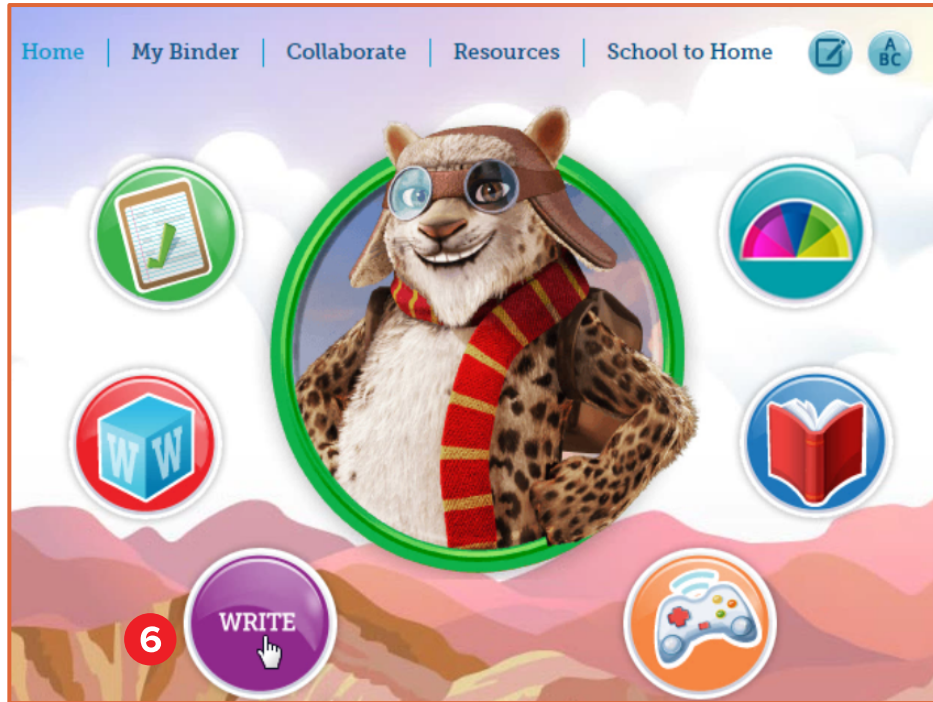 Home | My Binder | Collaborate | Resources | School to Home
A
BC
W W
6 WRITE